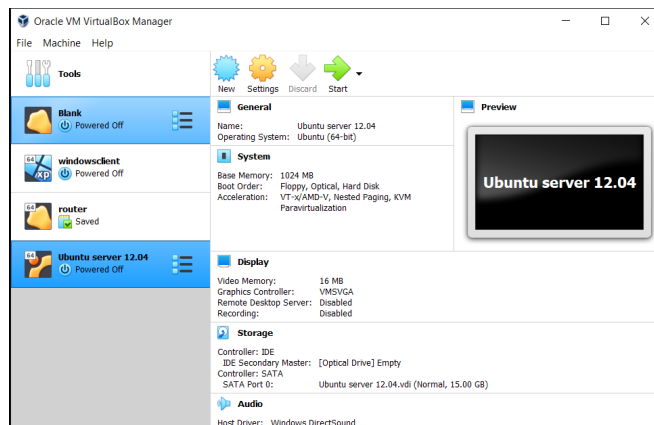 Oracle VM VirtualBox Manager
File Machine Help
Tools
New Settings Discard Start
Blank
Powered Off
64
windowsclient
xp
Powered Off
64
router
Saved
64
Ubuntu server 12.04
Powered Off
General
Name: Ubuntu server 12.04
Operating System: Ubuntu (64-bit)
System
Base Memory: 1024 MB
Boot Order: Floppy, Optical, Hard Disk
Acceleration: VT-x/AMD-V, Nested Paging, KVM
Paravirtualization
Preview
Ubuntu server 12.04
Display
Video Memory: 16 MB
Graphics Controller: VMSVGA
Remote Desktop Server: Disabled
Recording: Disabled
Storage
Controller: IDE
IDE Secondary Master: [Optical Drive] Empty
Controller: SATA
SATA Port 0: Ubuntu server 12.04.vdi (Normal, 15.00 GB)
Audio
Host Driver: Windows DirectSound